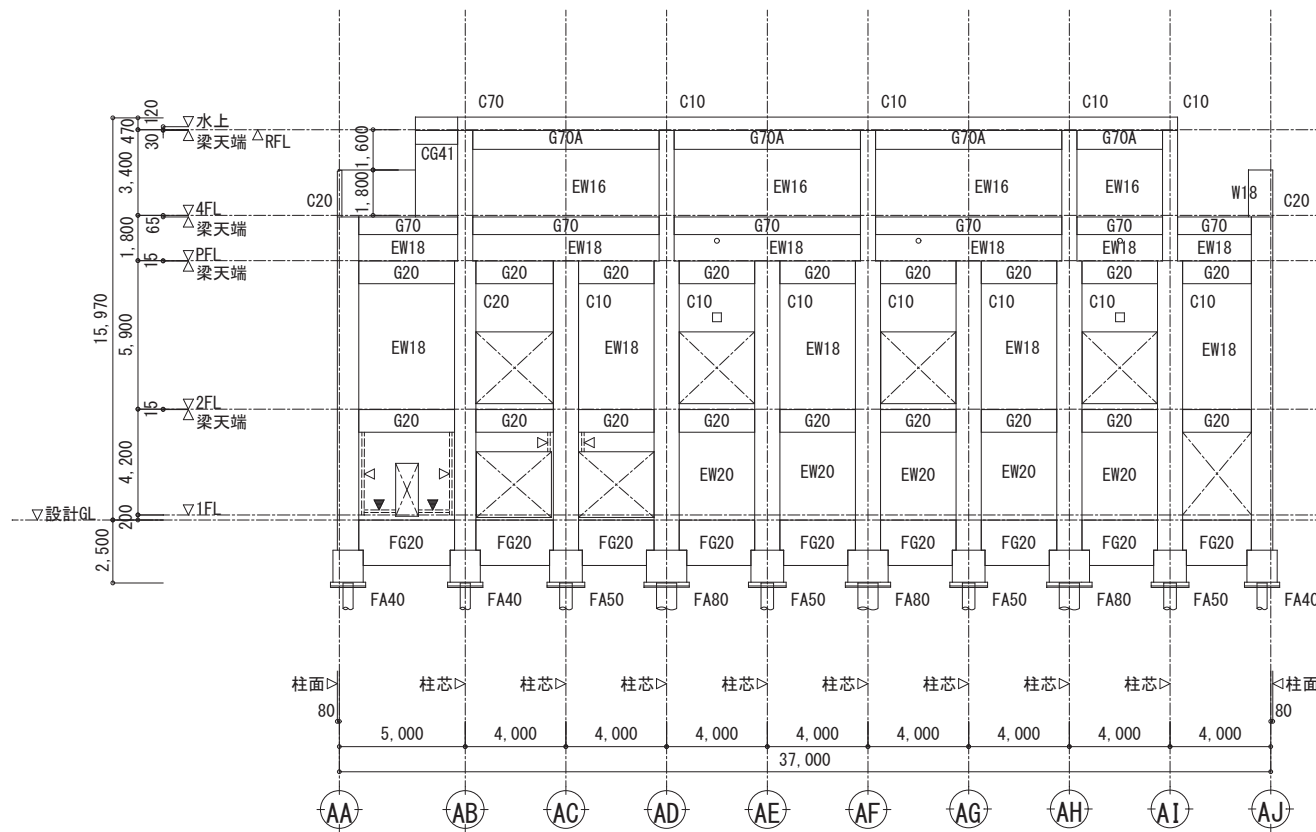 C70 C10 C10 C10 C10
120
▽水上
470
30
梁天端 △RFL
G70A G70A G70A G70A
1,600
CG41
3,400
EW16 EW16 EW16 EW16
1,800
C20 W18 C20
▽4FL
65
梁天端
G70 G70 G70 G70 G70
1,800
EW18 EW18 EW18 EW18 EW18 EW18
▽PFL
15
梁天端
G20 G20 G20 G20 G20 G20 G20 G20 G20
C20 C10 C10 C10 C10 C10 C10 C10
15,970
5,900
EW18 EW18 EW18 EW18 EW18
▽2FL
15
梁天端
G20 G20 G20 G20 G20 G20 G20 G20 G20
4,200
EW20 EW20 EW20 EW20 EW20
▽設計GL
200
▽1FL
2,500
FG20 FG20 FG20 FG20 FG20 FG20 FG20 FG20 FG20
FA40 FA40 FA50 FA80 FA50 FA80 FA50 FA80 FA50 FA40
柱面 柱芯 柱芯 柱芯 柱芯 柱芯 柱芯 柱芯 柱芯 柱面
80 80
5,000 4,000 4,000 4,000 4,000 4,000 4,000 4,000 4,000
37,000
AA AB AC AD AE AF AG AH AI AJ